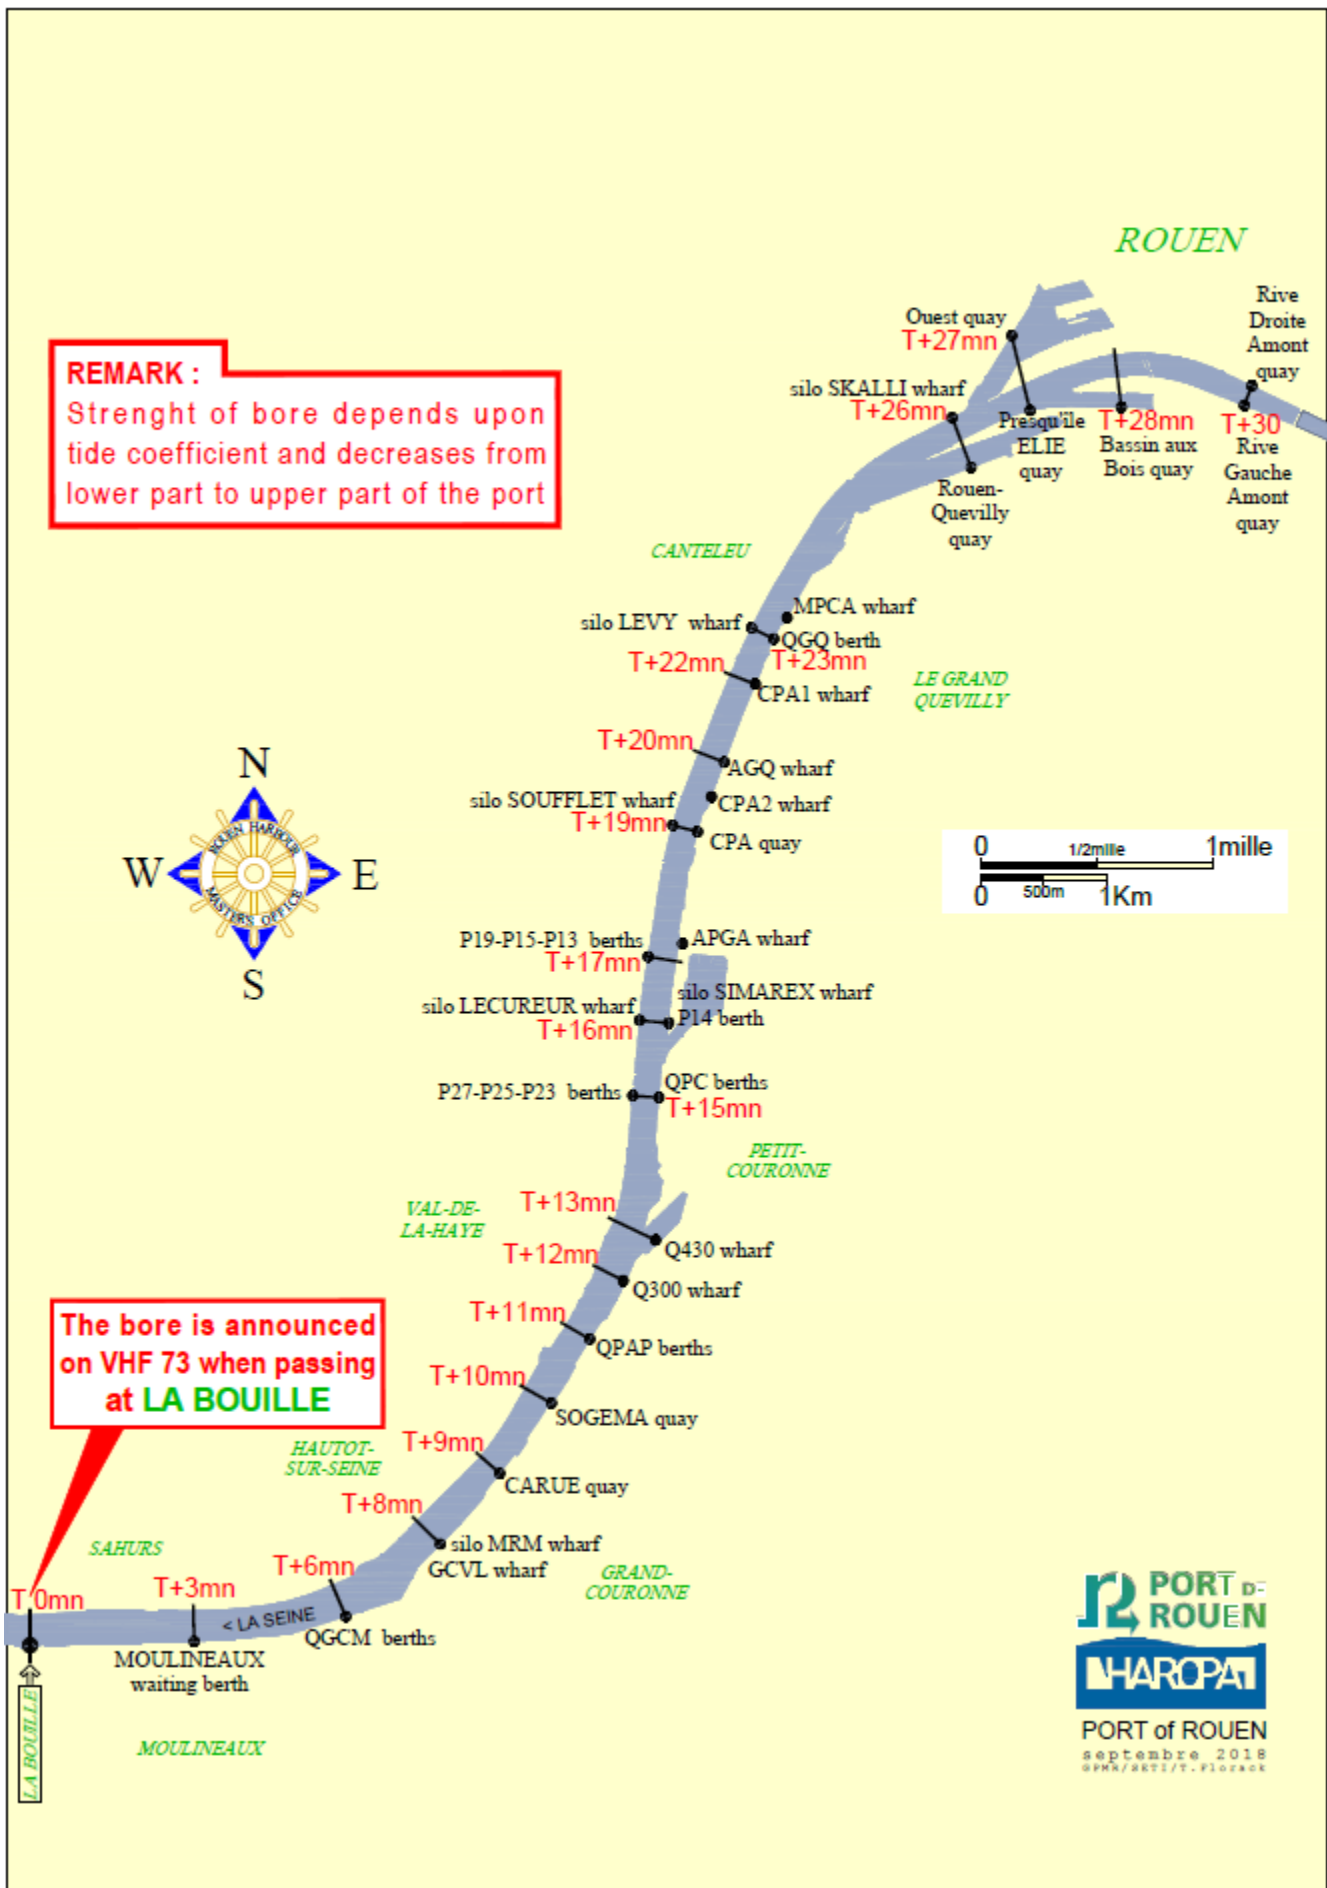 ROUEN
Rive
Droite
Amont
quay
Ouest quay
T+27mn
REMARK :
Strenght of bore depends upon
tide coefficient and decreases from
lower part to upper part of the port
silo SKALLI wharf
T+26mn
Presqu'ile
ELIE
quay
T+28mn
Bassin aux
Bois quay
T+30
Rive
Gauche
Amont
quay
Rouen-
Quevilly
quay
CANTELEU
MPCA wharf
silo LEVY wharf
QGQ berth
T+23mn
T+22mn
CPA1 wharf
LE GRAND
QUEVILLY
T+20mn
AGQ wharf
N
W
E
S
ROUEN HARBOUR
MASTER'S OFFICE
silo SOUFFLET wharf
CPA2 wharf
T+19mn
CPA quay
0 1/2mille 1mille
0 500m 1Km
P19-P15-P13 berths
APGA wharf
T+17mn
silo SIMAREX wharf
silo LECUREUR wharf
P14 berth
T+16mn
QPC berths
P27-P25-P23 berths
T+15mn
PETIT-
COURONNE
T+13mn
VAL-DE-
LA-HAYE
Q430 wharf
T+12mn
Q300 wharf
T+11mn
QPAP berths
The bore is announced
on VHF 73 when passing
at LA BOUILLE
T+10mn
SOGEMA quay
T+9mn
HAUTOT-
SUR-SEINE
CARUE quay
T+8mn
silo MRM wharf
GCVL wharf
GRAND-
COURONNE
SAHURS
T+6mn
T 0mn
T+3mn
< LA SEINE
QGCM berths
MOULINEAUX
waiting berth
LA BOUILLE
MOULINEAUX
PORT DE
ROUEN
HAROPA
PORT of ROUEN
septembre 2018
©PMR/SETI/T.Florack